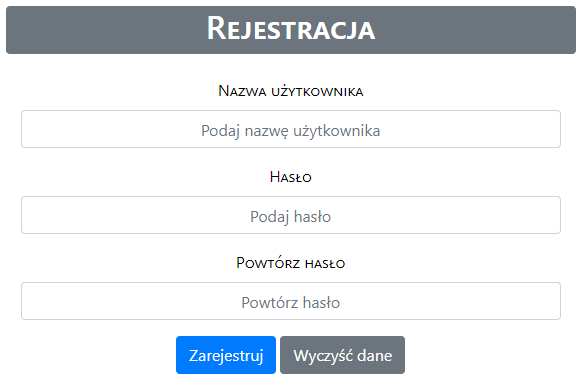 Rejestracja
Nazwa użytkownika
Podaj nazwę użytkownika
Hasło
Podaj hasło
Powtórz hasło
Powtórz hasło
Zarejestruj Wyczyść dane